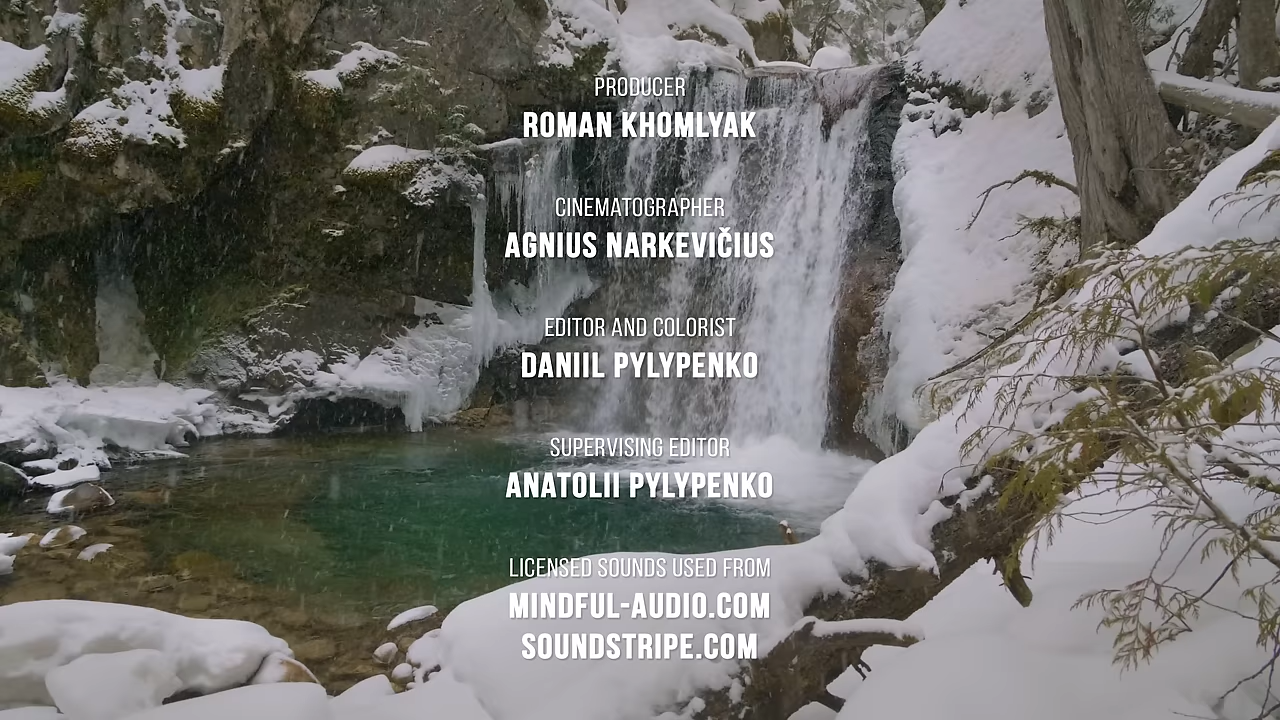 PRODUCER
ROMAN KHOMLYAK
CINEMATOGRAPHER
AGNIUS NARKEVIČIUS
EDITOR AND COLORIST
DANIIL PYLYPENKO
SUPERVISING EDITOR
ANATOLII PYLYPENKO
LICENSED SOUNDS USED FROM
MINDFUL-AUDIO.COM
SOUNDSTRIPE.COM